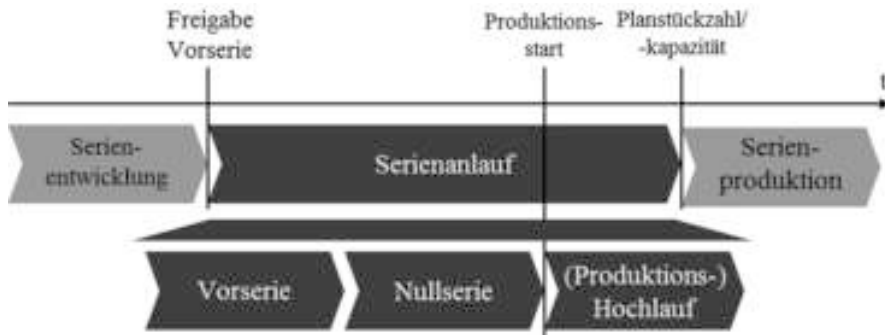 Freigabe
Vorserie
Produktions-
start
Planstückzahl/
-kapazität
t
Serien-
entwicklung
Serienanlauf
Serien-
produktion
Vorserie
Nullserie
(Produktions-)
Hochlauf